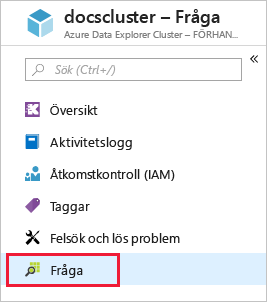 docscluster – Fråga
Azure Data Explorer Cluster – FÖRHAN...
Sök (Ctrl+/)
Översikt
Aktivitetslogg
Åtkomstkontroll (IAM)
Taggar
Felsök och lös problem
Fråga